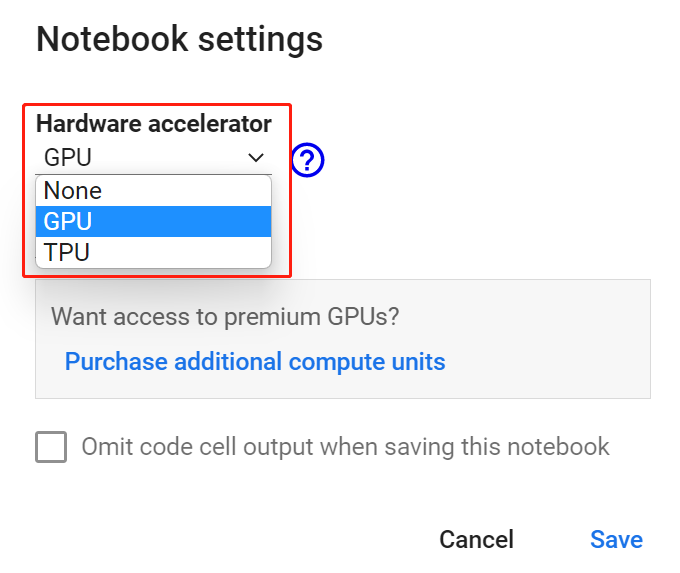 Notebook settings
Hardware accelerator
GPU
None
GPU
TPU
Want access to premium GPUs?
Purchase additional compute units
Omit code cell output when saving this notebook
Cancel Save